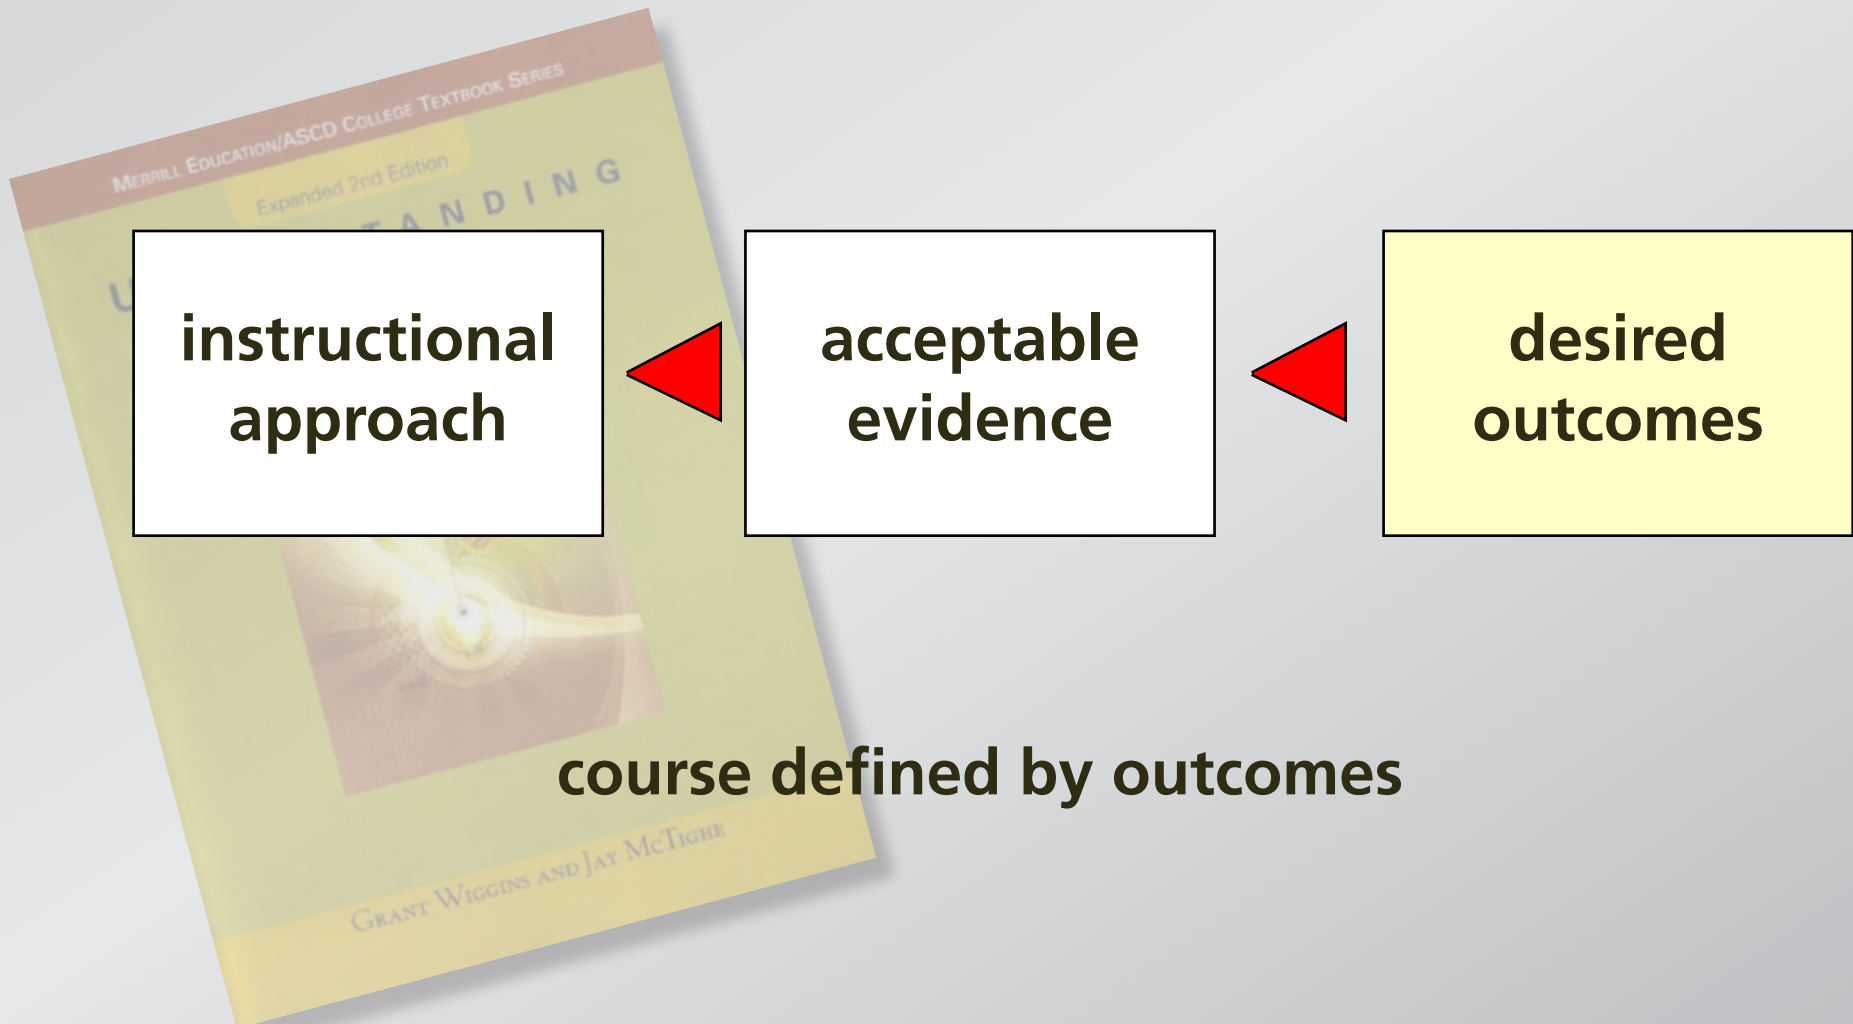 MERRILL EDUCATION/ASCD COLLEGE TEXTBOOK SERIES
Expanded 2nd Edition
instructional
approach
acceptable
evidence
desired
outcomes
course defined by outcomes
GRANT WIGGINS AND JAY MCTIGHE